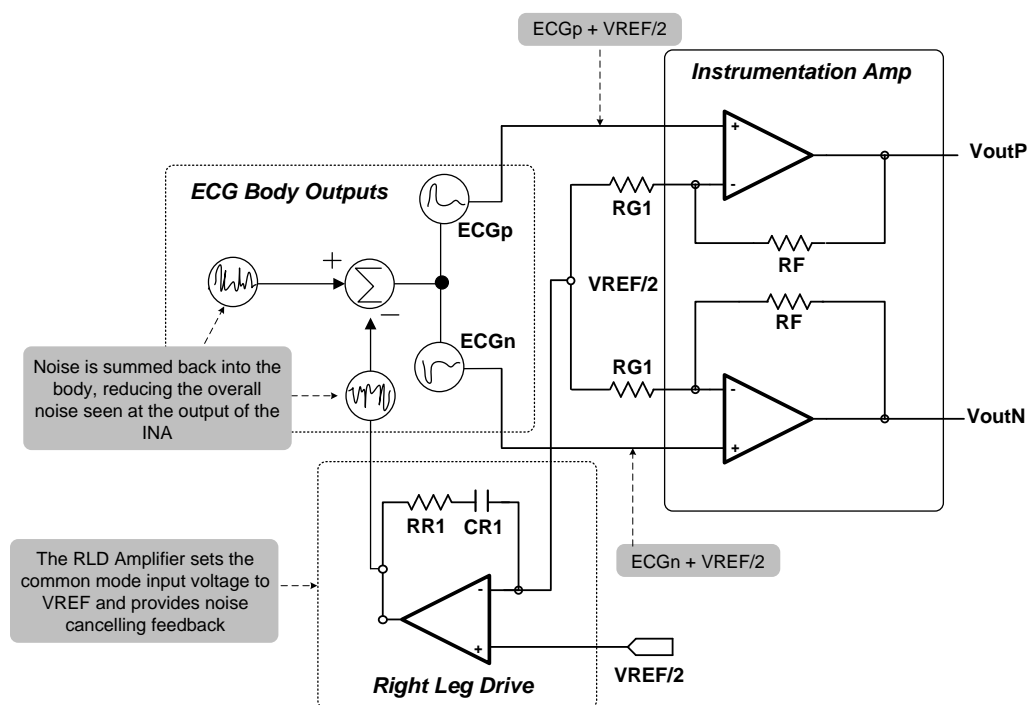 ECGp + VREF/2
Instrumentation Amp
+
-
VoutP
RG1
RF
ECG Body Outputs
ECGp
+
Σ
−
VREF/2
ECGn
RF
RG1
-
+
VoutN
Noise is summed back into the
body, reducing the overall
noise seen at the output of the
INA
RR1
CR1
ECGn + VREF/2
The RLD Amplifier sets the
common mode input voltage to
VREF and provides noise
cancelling feedback
-
+
VREF/2
Right Leg Drive